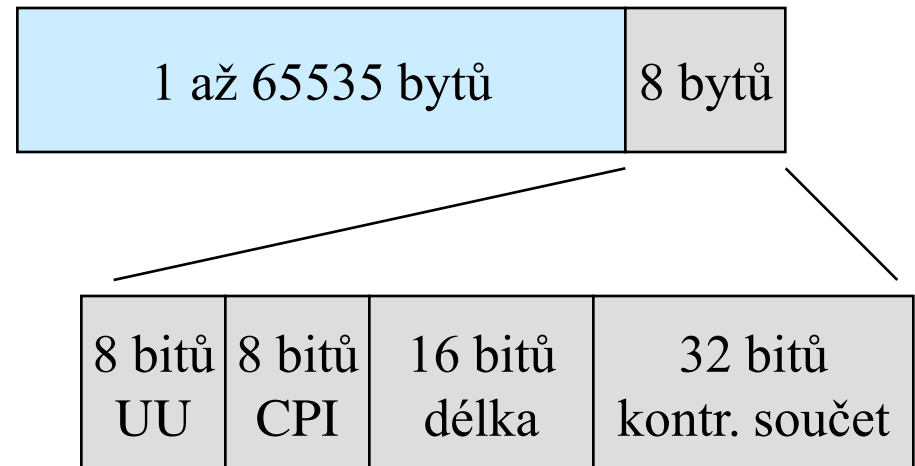 1 až 65535 bytů
8 bytů
8 bitů
UU
8 bitů
CPI
16 bitů
délka
32 bitů
kontr. součet